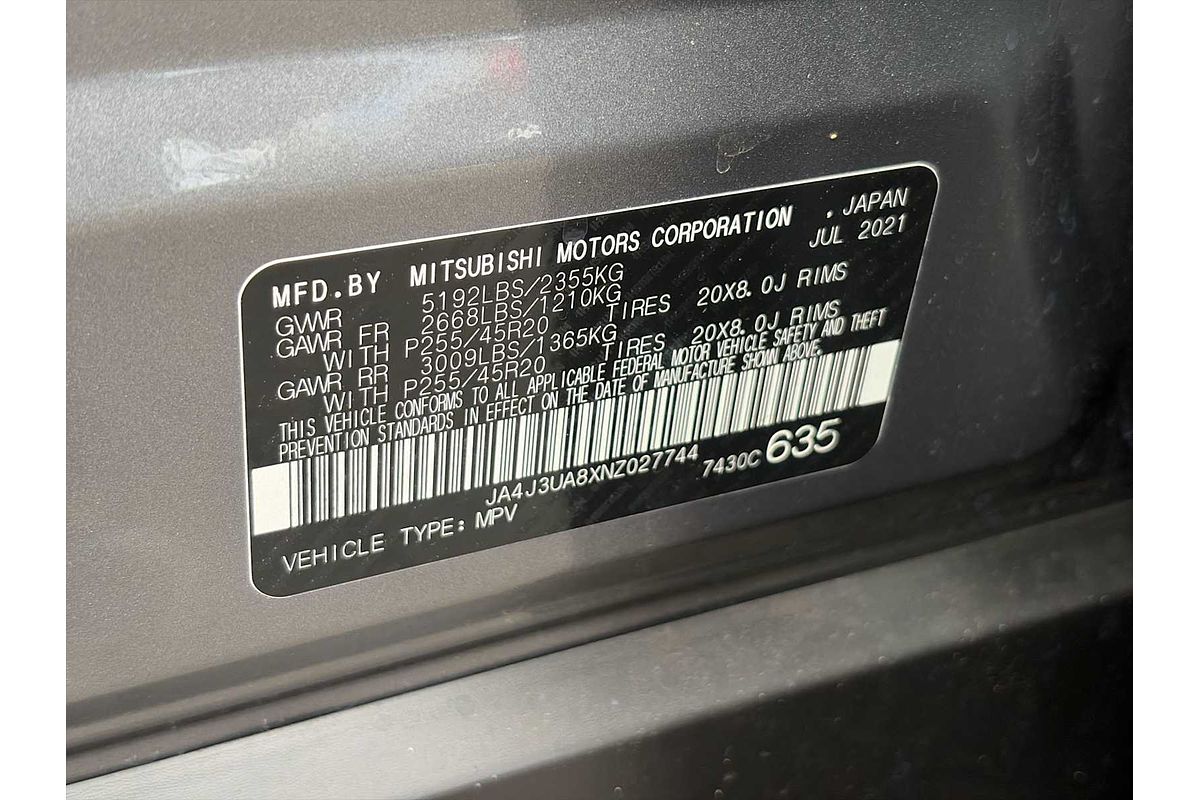 MFD.BY MITSUBISHI MOTORS CORPORATION . JAPAN
JUL 2021
GVWR 5192LBS/2355KG
GAWR FR 2668LBS/1210KG
WITH P255/45R20 TIRES 20X8.0J RIMS
GAWR RR 3009LBS/1365KG
WITH P255/45R20 TIRES 20X8.0J RIMS
THIS VEHICLE CONFORMS TO ALL APPLICABLE FEDERAL MOTOR VEHICLE SAFETY AND THEFT
PREVENTION STANDARDS IN EFFECT ON THE DATE OF MANUFACTURE SHOWN ABOVE.
JA4J3UA8XNZ027744 7430C 635
VEHICLE TYPE: MPV